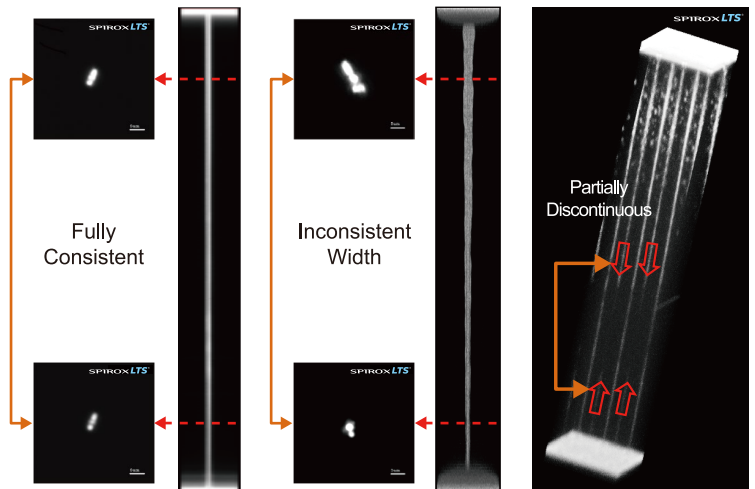 SPIROX LTS
SPIROX LTS
SPIROX LTS
Partially
Discontinuous
Fully
Consistent
Inconsistent
Width
SPIROX LTS
SPIROX LTS